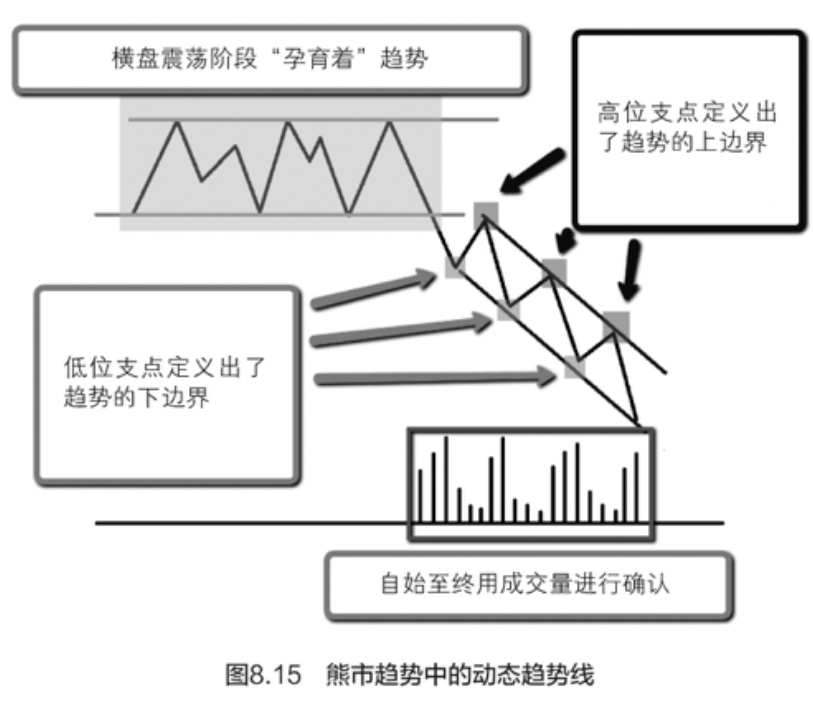 横盘震荡阶段“孕育着”趋势
高位支点定义出
了趋势的上边界
低位支点定义出了
趋势的下边界
自始至终用成交量进行确认
图8.15 熊市趋势中的动态趋势线